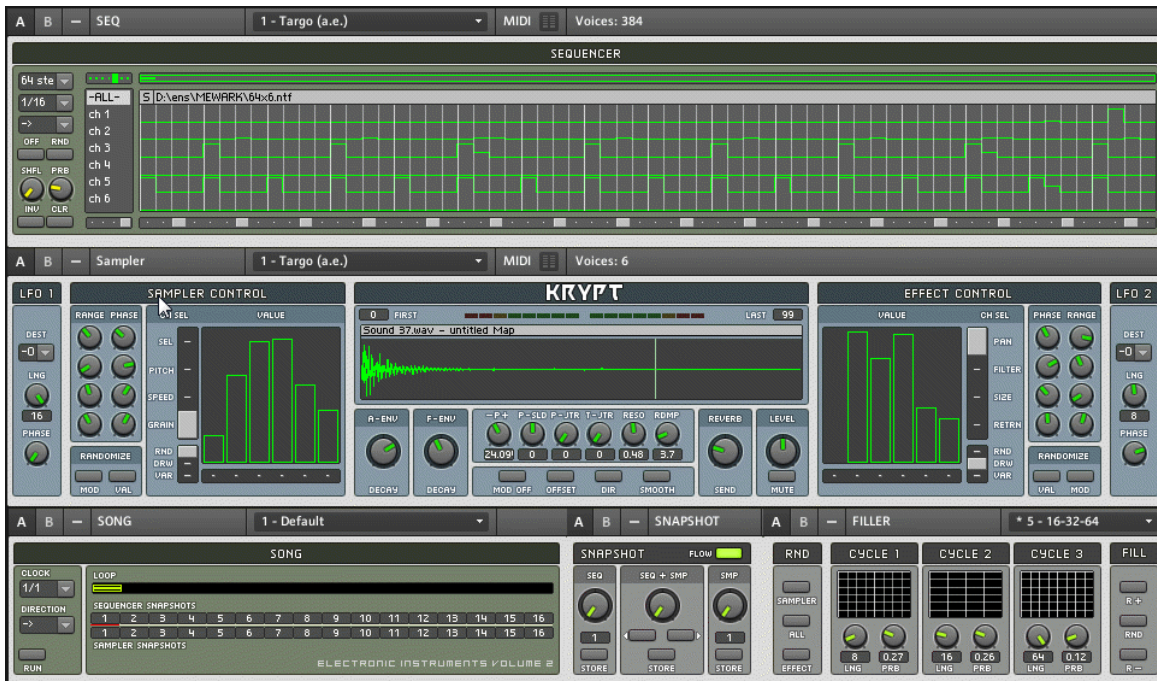 A B – SEQ 1 - Targo (a.e.) MIDI Voices: 384
SEQUENCER
64 ste
1/16
->
OFF RND
SHFL PRB
INV CLR
-ALL-
ch 1
ch 2
ch 3
ch 4
ch 5
ch 6
S D:\ens\MEWARK\64x6.ntf
A B – Sampler 1 - Targo (a.e.) MIDI Voices: 6
LFO 1
DEST
-0
LNG
16
PHASE
SAMPLER CONTROL
RANGE PHASE CH SEL VALUE
SEL
PITCH
SPEED
GRAIN
RND
DRW
VAR
RANDOMIZE
MOD VAL
KRYPT
0 FIRST LAST 99
Sound 37.wav - untitled Map
A-ENV
DECAY
F-ENV
DECAY
-P+ P-SLD P-JTR T-JTR RESO RDMP
24.09 0 0 0 0.48 3.7
MOD OFF OFFSET DIR SMOOTH
REVERB
SEND
LEVEL
MUTE
EFFECT CONTROL
VALUE CH SEL PHASE RANGE
PAN
FILTER
SIZE
RETRN
RND
DRW
VAR
RANDOMIZE
VAL MOD
LFO 2
DEST
-0
LNG
8
PHASE
A B – SONG 1 - Default
SONG
CLOCK
1/1
DIRECTION
->
RUN
LOOP
SEQUENCER SNAPSHOTS
1 2 3 4 5 6 7 8 9 10 11 12 13 14 15 16
1 2 3 4 5 6 7 8 9 10 11 12 13 14 15 16
SAMPLER SNAPSHOTS
ELECTRONIC INSTRUMENTS VOLUME 2
A B – SNAPSHOT
SNAPSHOT FLOW
SEQ SEQ + SMP SMP
1 1
STORE STORE STORE
A B – FILLER * 5 - 16-32-64
RND
SAMPLER
ALL
EFFECT
CYCLE 1
8 0.27
LNG PRB
CYCLE 2
16 0.26
LNG PRB
CYCLE 3
64 0.12
LNG PRB
FILL
R +
RND
R -